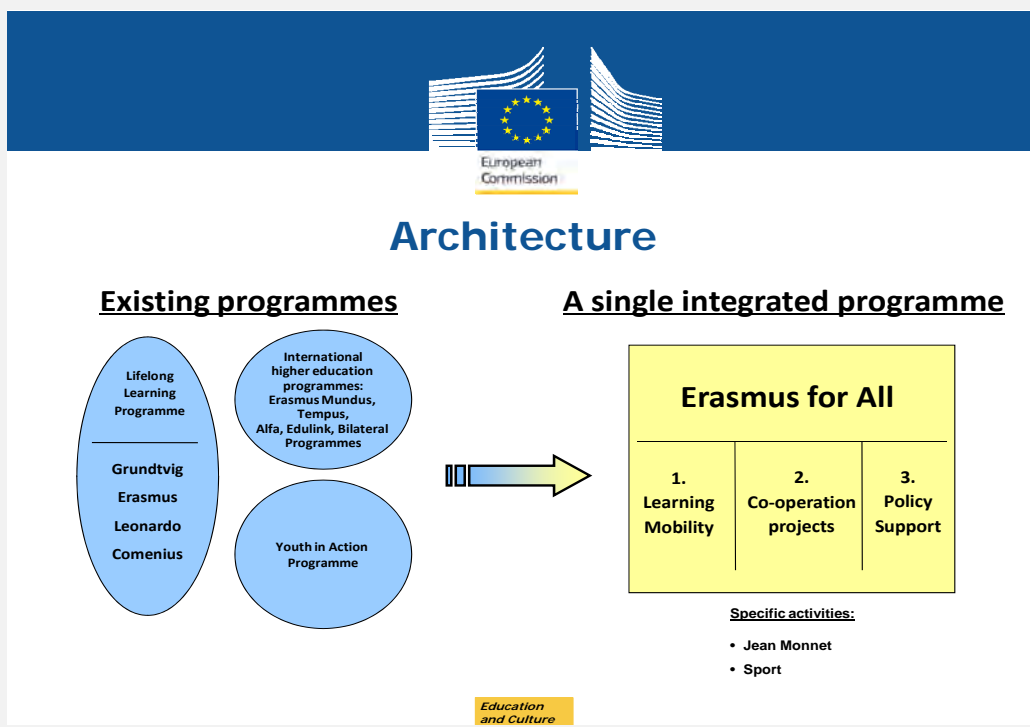 European
Commission
Architecture
Existing programmes
Lifelong
Learning
Programme
Grundtvig
Erasmus
Leonardo
Comenius
International
higher education
programmes:
Erasmus Mundus,
Tempus,
Alfa, Edulink, Bilateral
Programmes
Youth in Action
Programme
A single integrated programme
Erasmus for All
1.
Learning
Mobility
2.
Co-operation
projects
3.
Policy
Support
Specific activities:
• Jean Monnet
• Sport
Education
and Culture